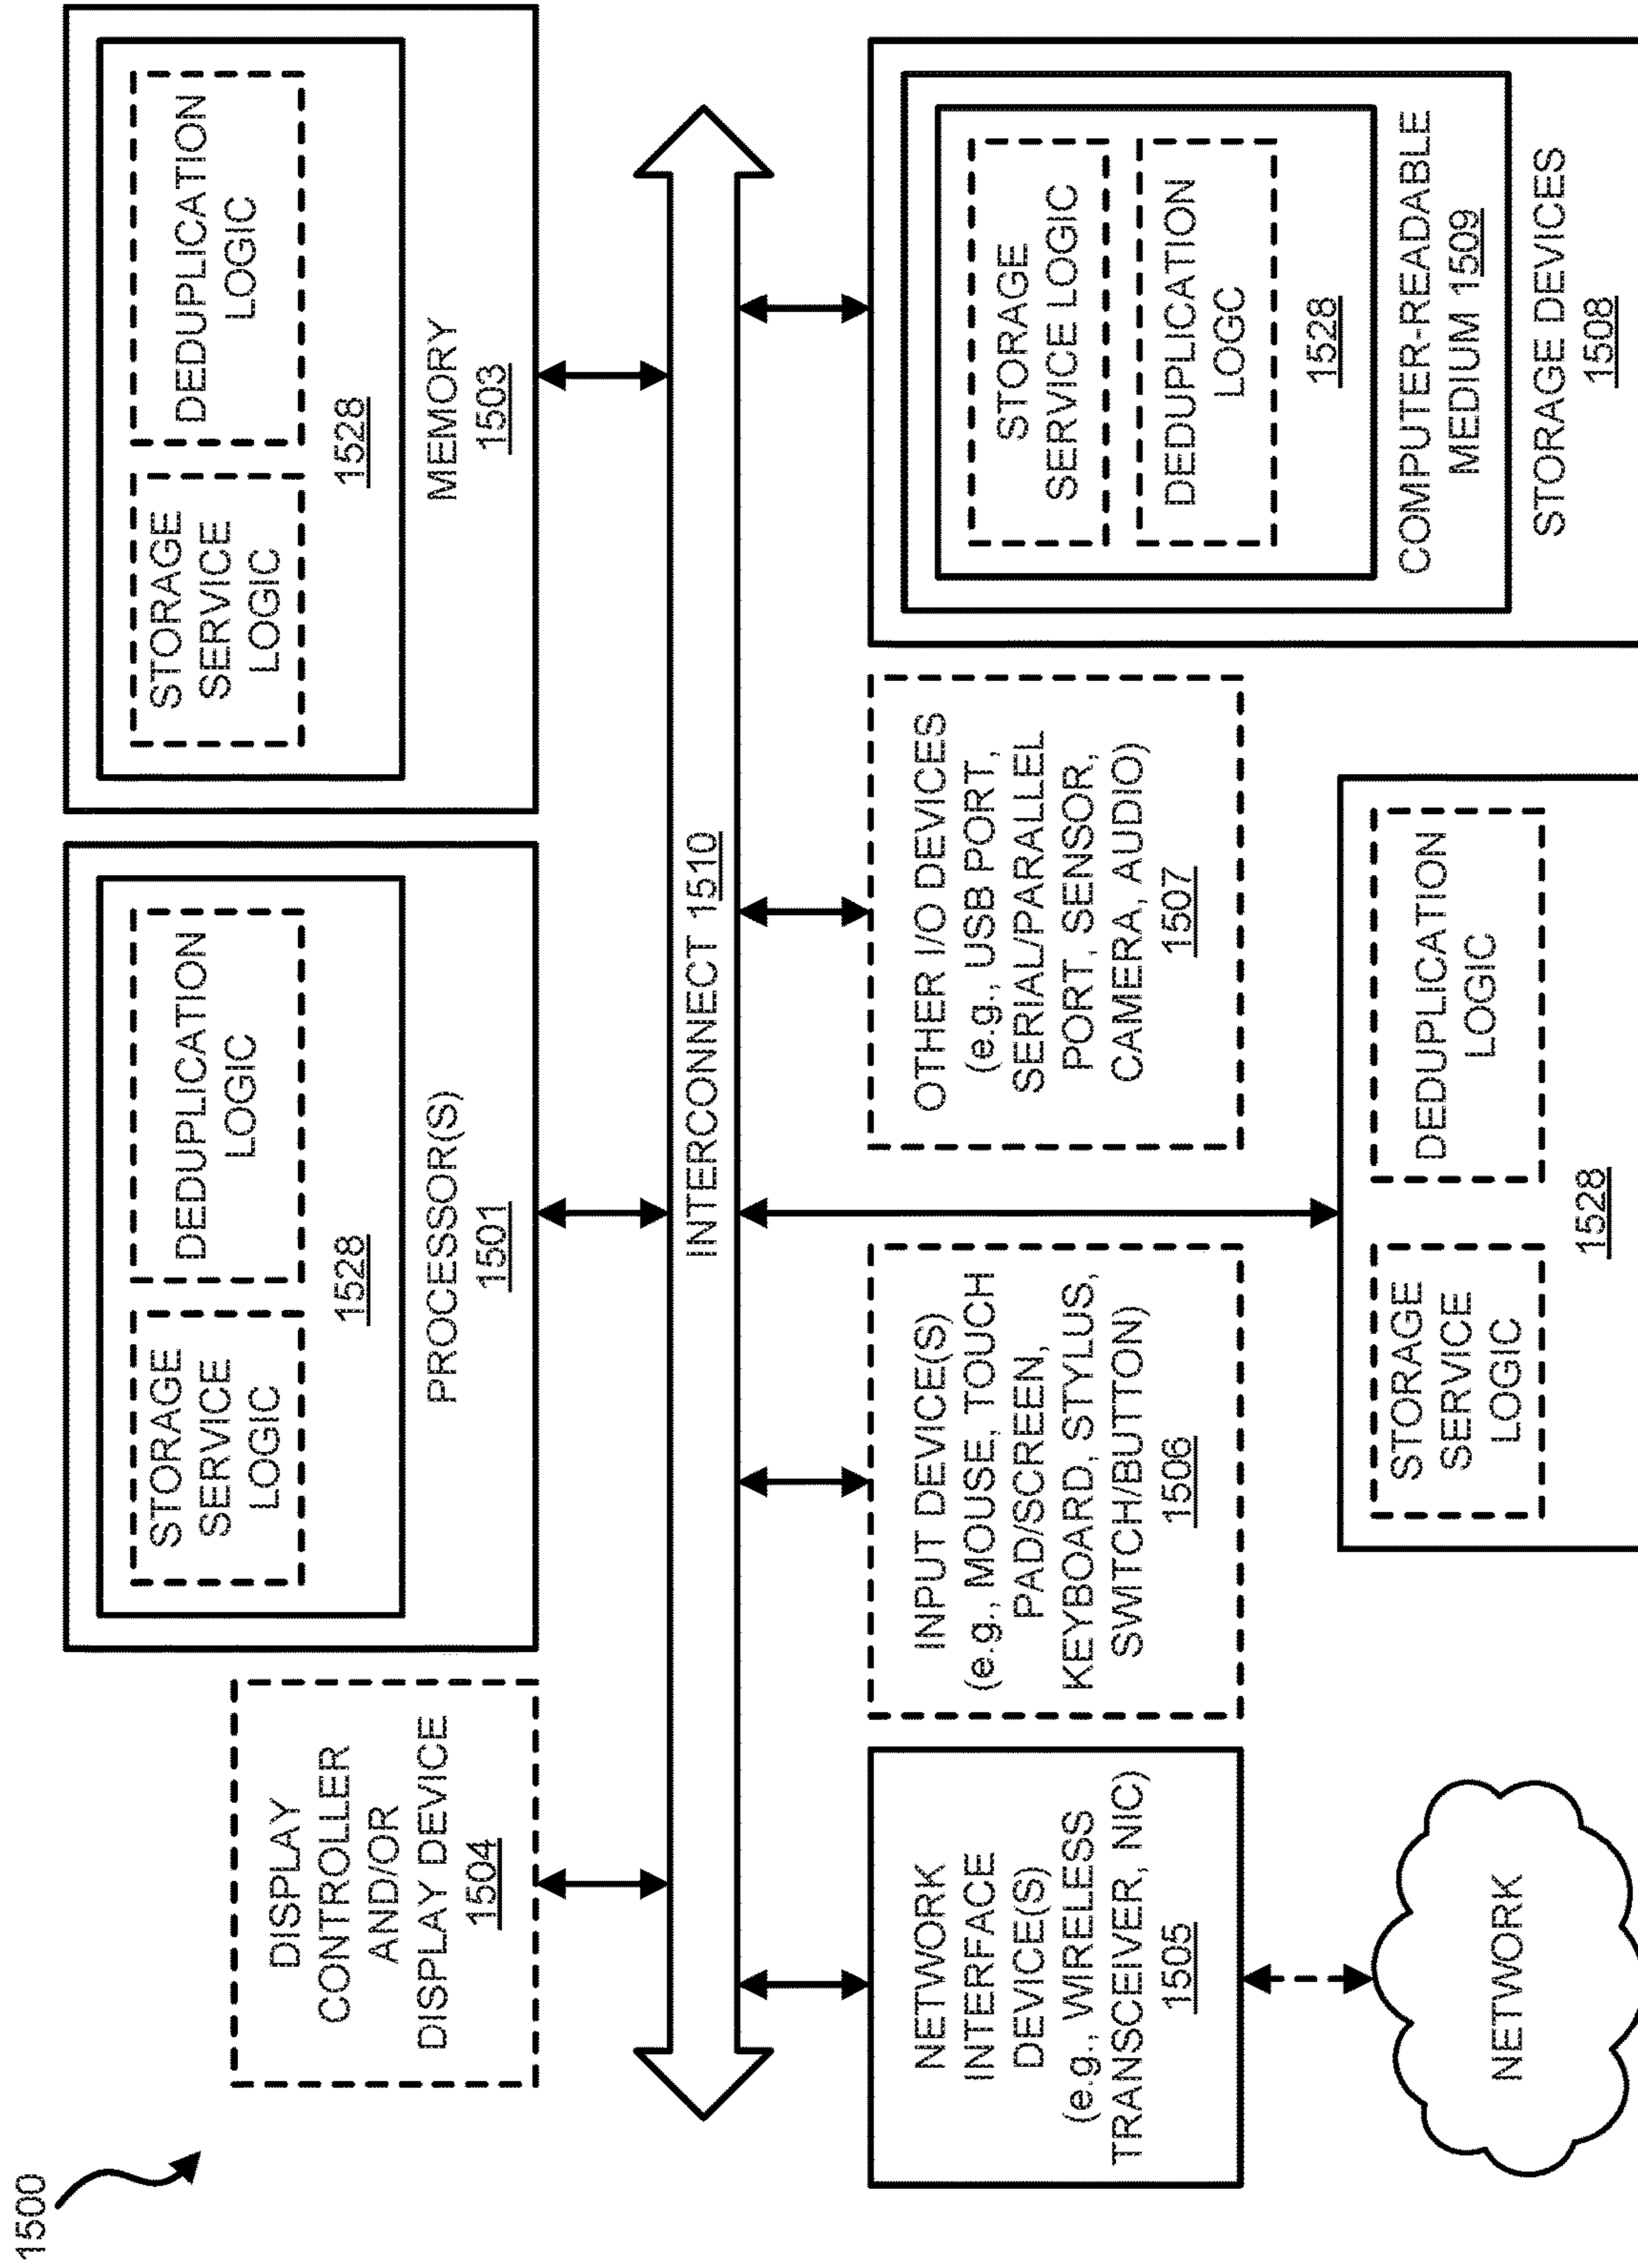 1500
DISPLAY
CONTROLLER
AND/OR
DISPLAY DEVICE
1504
STORAGE
SERVICE
LOGIC
DEDUPLICATION
LOGIC
1528
PROCESSOR(S)
1501
STORAGE
SERVICE
LOGIC
DEDUPLICATION
LOGIC
1528
MEMORY
1503
INTERCONNECT 1510
NETWORK
INTERFACE
DEVICE(S)
(e.g., WIRELESS
TRANSCEIVER, NIC)
1505
INPUT DEVICE(S)
(e.g., MOUSE, TOUCH
PAD/SCREEN,
KEYBOARD, STYLUS,
SWITCH/BUTTON)
1506
OTHER I/O DEVICES
(e.g., USB PORT,
SERIAL/PARALLEL
PORT, SENSOR,
CAMERA, AUDIO)
1507
STORAGE
SERVICE LOGIC
DEDUPLICATION
LOGC
1528
COMPUTER-READABLE
MEDIUM 1509
STORAGE DEVICES
1508
NETWORK
STORAGE
SERVICE
LOGIC
DEDUPLICATION
LOGIC
1528